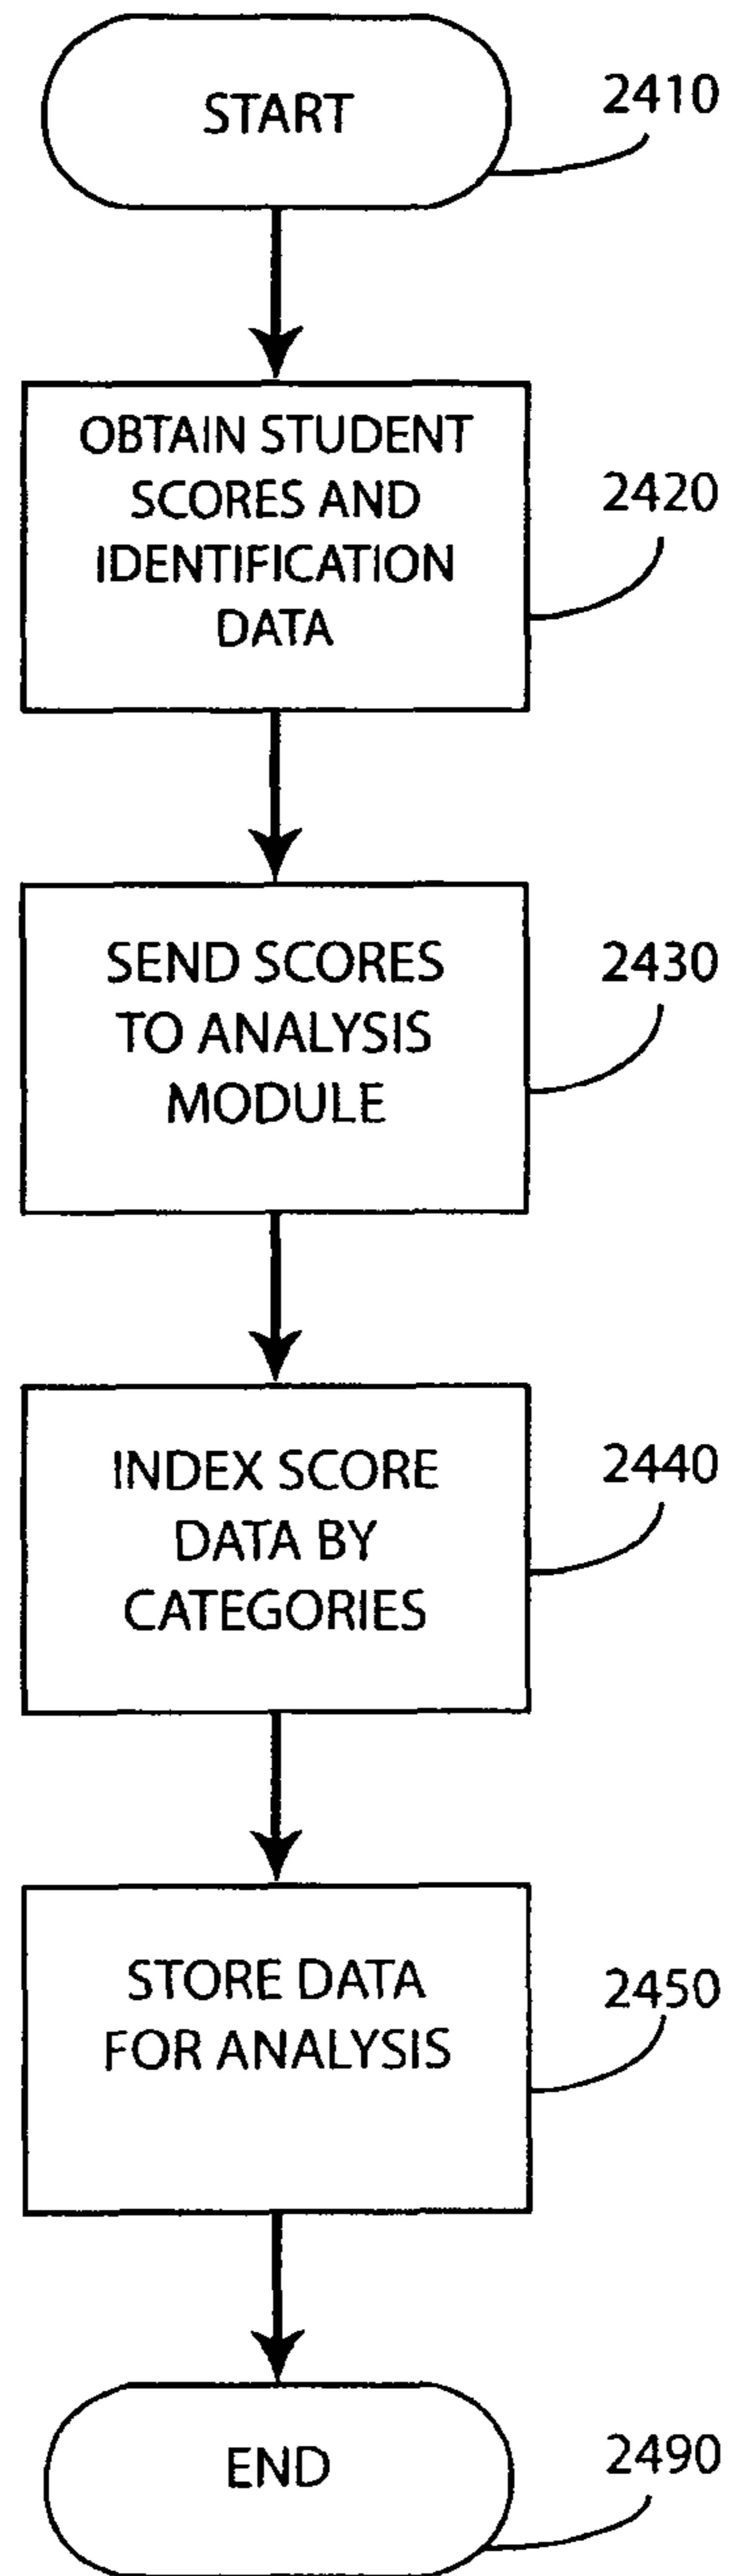 START
2410
OBTAIN STUDENT
SCORES AND
IDENTIFICATION
DATA
2420
SEND SCORES
TO ANALYSIS
MODULE
2430
INDEX SCORE
DATA BY
CATEGORIES
2440
STORE DATA
FOR ANALYSIS
2450
END
2490